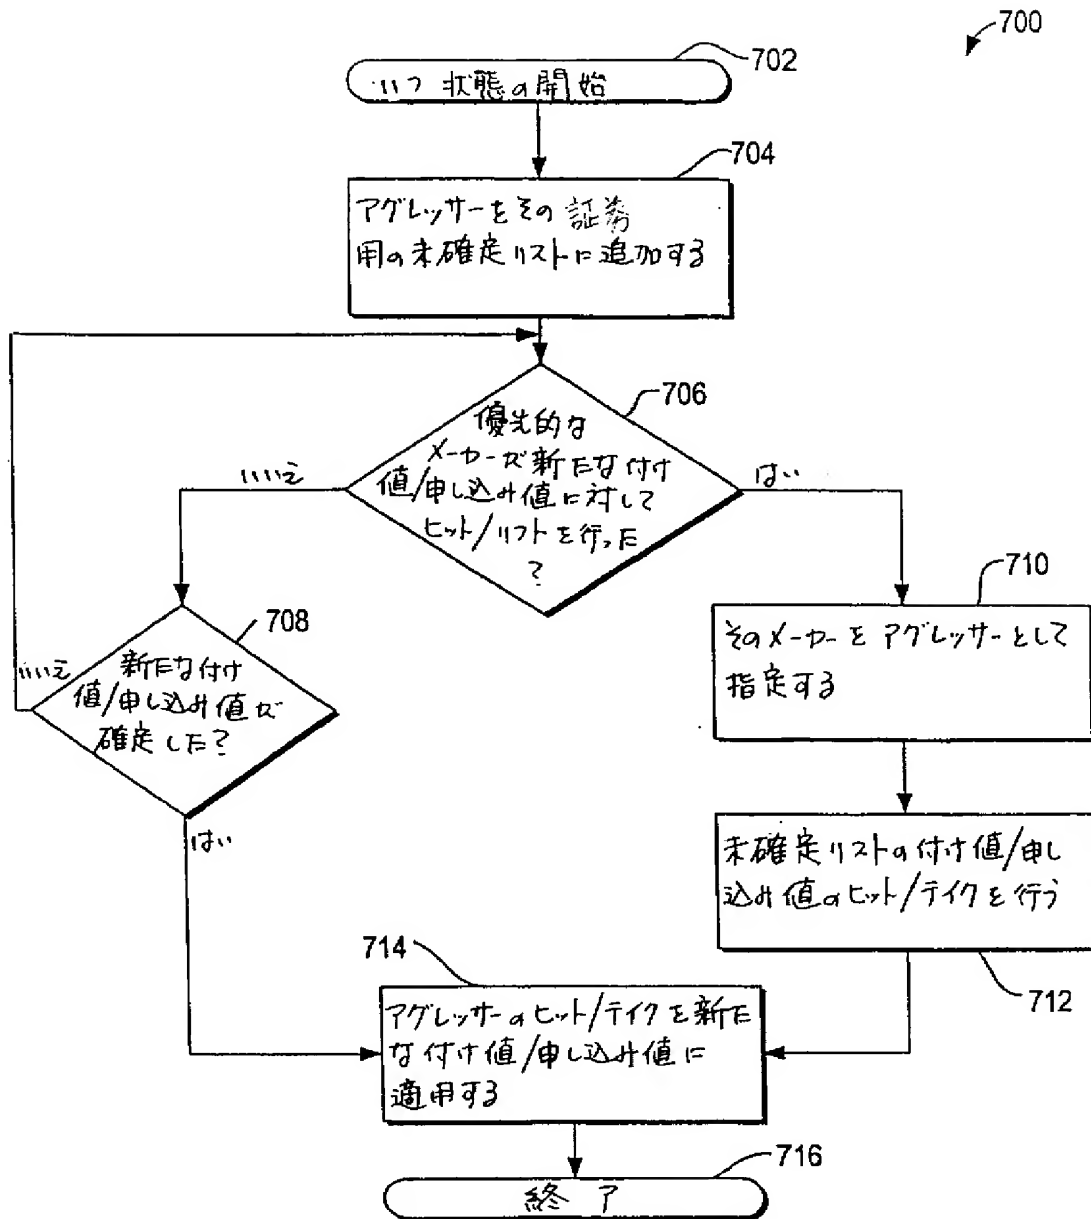 700
702
状態の開始
704
アグレッサーをその 証券
用の未確定リストに追加する
706
優先的な
メーカーが新たな付け
値/申し込み値に対して
ヒット/リフトを行った
?
いいえ
はい
708
新たな付け
値/申し込み値が
確定した?
いいえ
はい
710
そのメーカーをアグレッサーとして
指定する
未確定リストの付け値/申し
込み値のヒット/テイクを行う
712
714
アグレッサーのヒット/テイクを新た
な付け値/申し込み値に
適用する
716
終了